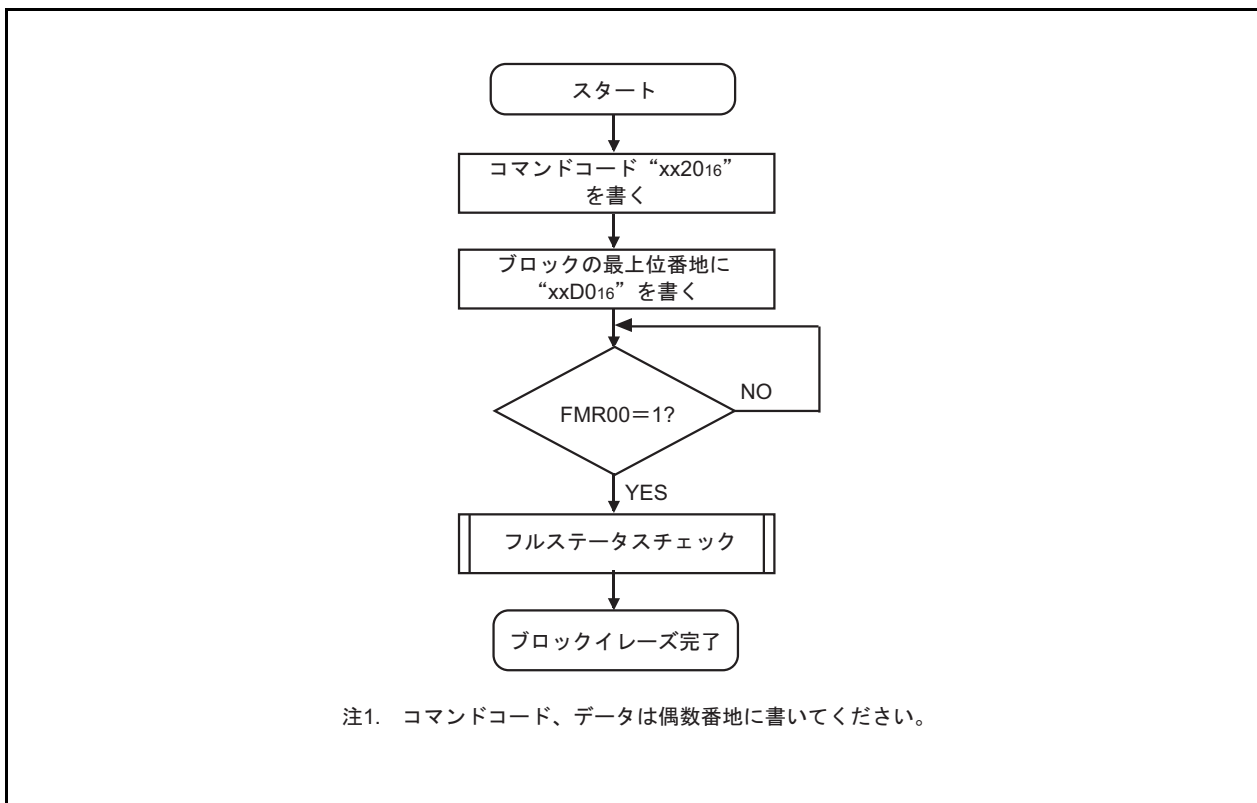 スタート
コマンドコード “xx2016”
を書く
ブロックの最上位番地に
“xxD016” を書く
FMR00＝1?
NO
YES
フルステータスチェック
ブロックイレーズ完了
注1. コマンドコード、データは偶数番地に書いてください。